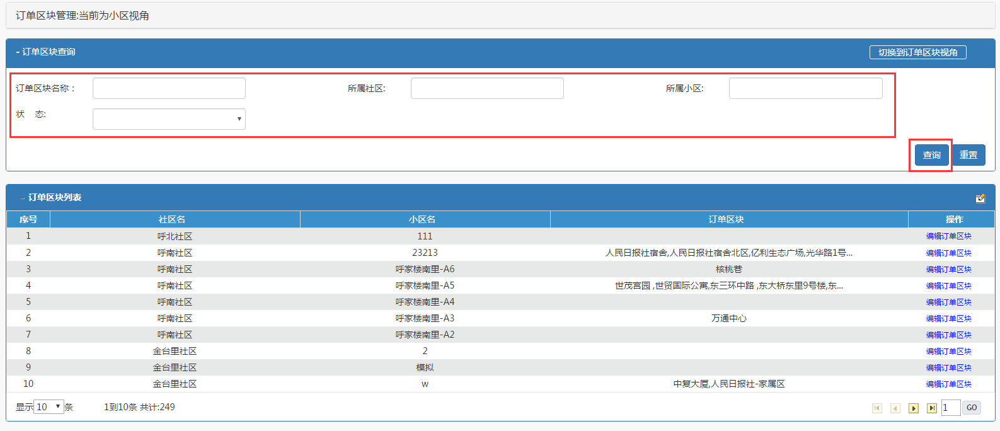 订单区块管理:当前为小区视角
- 订单区块查询 切换到订单区块视角
订单区块名称： 所属社区: 所属小区:
状 态:
查询 重置
- 订单区块列表
序号 社区名 小区名 订单区块 操作
1 呼北社区 111 编辑订单区块
2 呼南社区 23213 人民日报社宿舍,人民日报社宿舍北区,亿利生态广场,光华路1号... 编辑订单区块
3 呼南社区 呼家楼南里-A6 核桃巷 编辑订单区块
4 呼南社区 呼家楼南里-A5 世茂宫园 ,世贸国际公寓,东三环中路 ,东大桥东里9号楼,东... 编辑订单区块
5 呼南社区 呼家楼南里-A4 编辑订单区块
6 呼南社区 呼家楼南里-A3 万通中心 编辑订单区块
7 呼南社区 呼家楼南里-A2 编辑订单区块
8 金台里社区 2 编辑订单区块
9 金台里社区 模拟 编辑订单区块
10 金台里社区 w 中复大厦,人民日报社-家属区 编辑订单区块
显示 10 条 1到10条 共计:249 1 GO